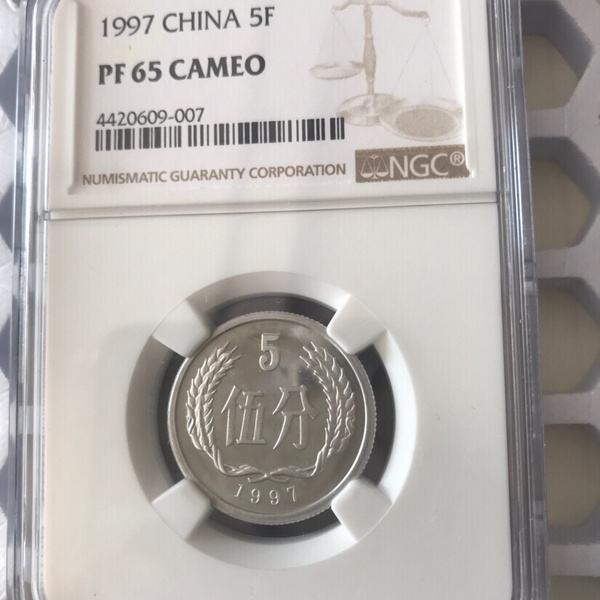 1997 CHINA 5F
PF 65 CAMEO
4420609-007
NUMISMATIC GUARANTY CORPORATION
NGC®
5
伍分
1997